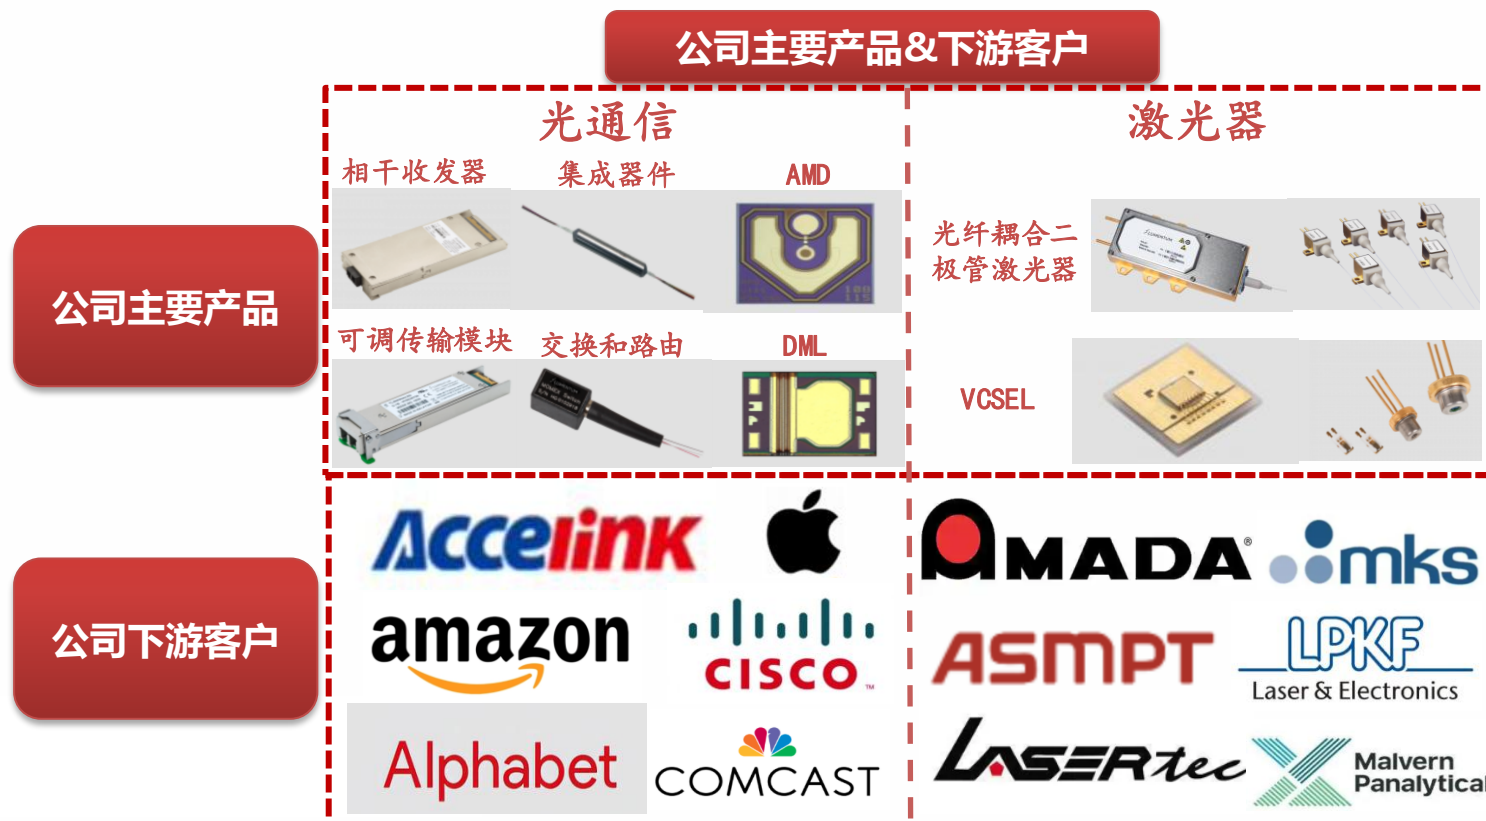 公司主要产品&下游客户
光通信
激光器
相干收发器
集成器件
AMD
光纤耦合二
极管激光器
LUMENTUM
公司主要产品
可调传输模块
交换和路由
DML
VCSEL
公司下游客户
Accelink
AMADA®
mks
amazon
CISCO™
ASMPT
LPKF
Laser & Electronics
Alphabet
COMCAST
LASERtec
Malvern
Panalytical